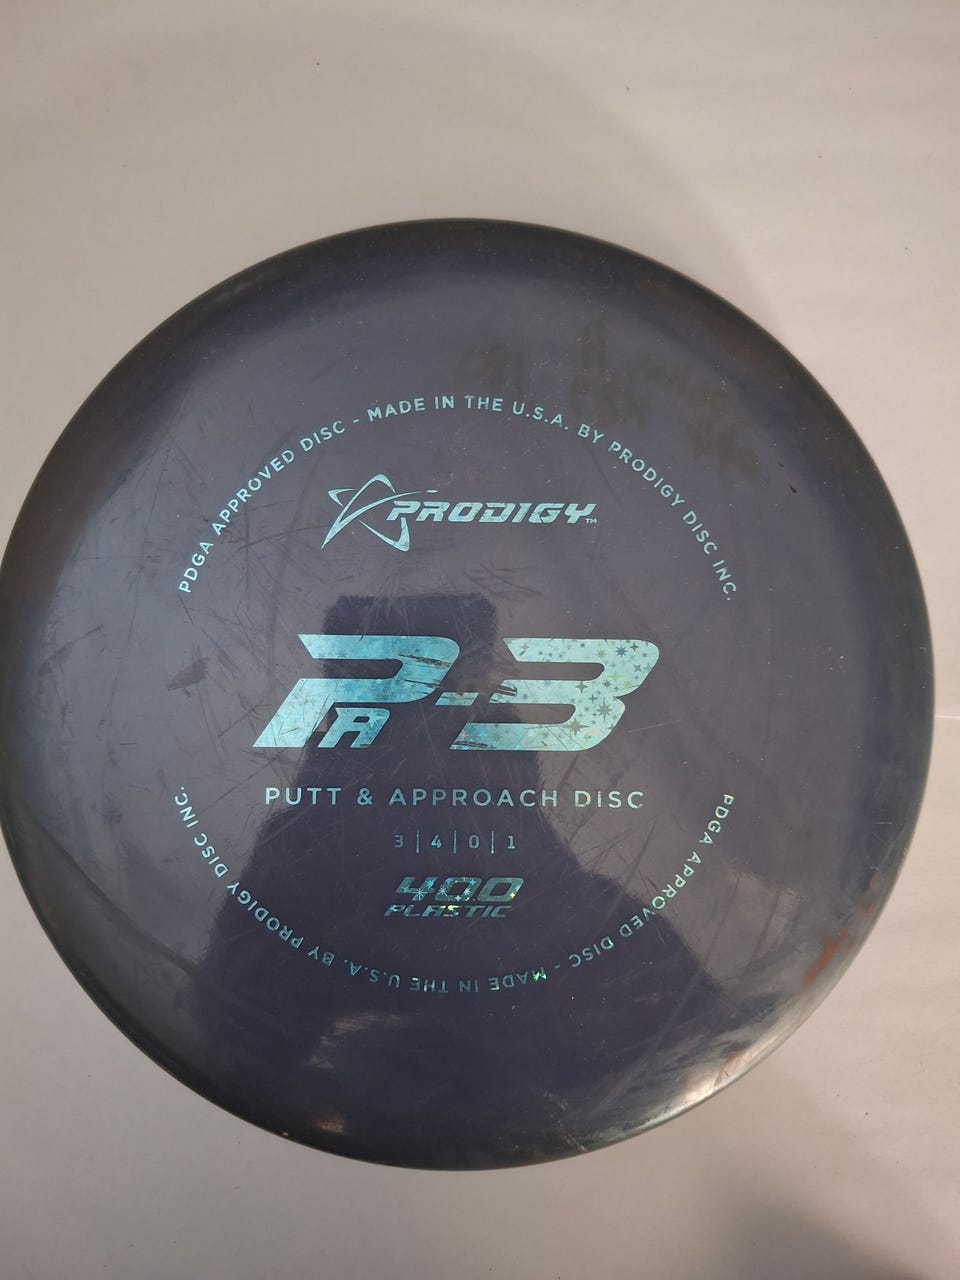 PDGA APPROVED DISC - MADE IN THE U.S.A. BY PRODIGY DISC INC.
PRODIGY™
PA-3
PUTT & APPROACH DISC
3 | 4 | 0 | 1
400
PLASTIC
PDGA APPROVED DISC - MADE IN THE U.S.A. BY PRODIGY DISC INC.